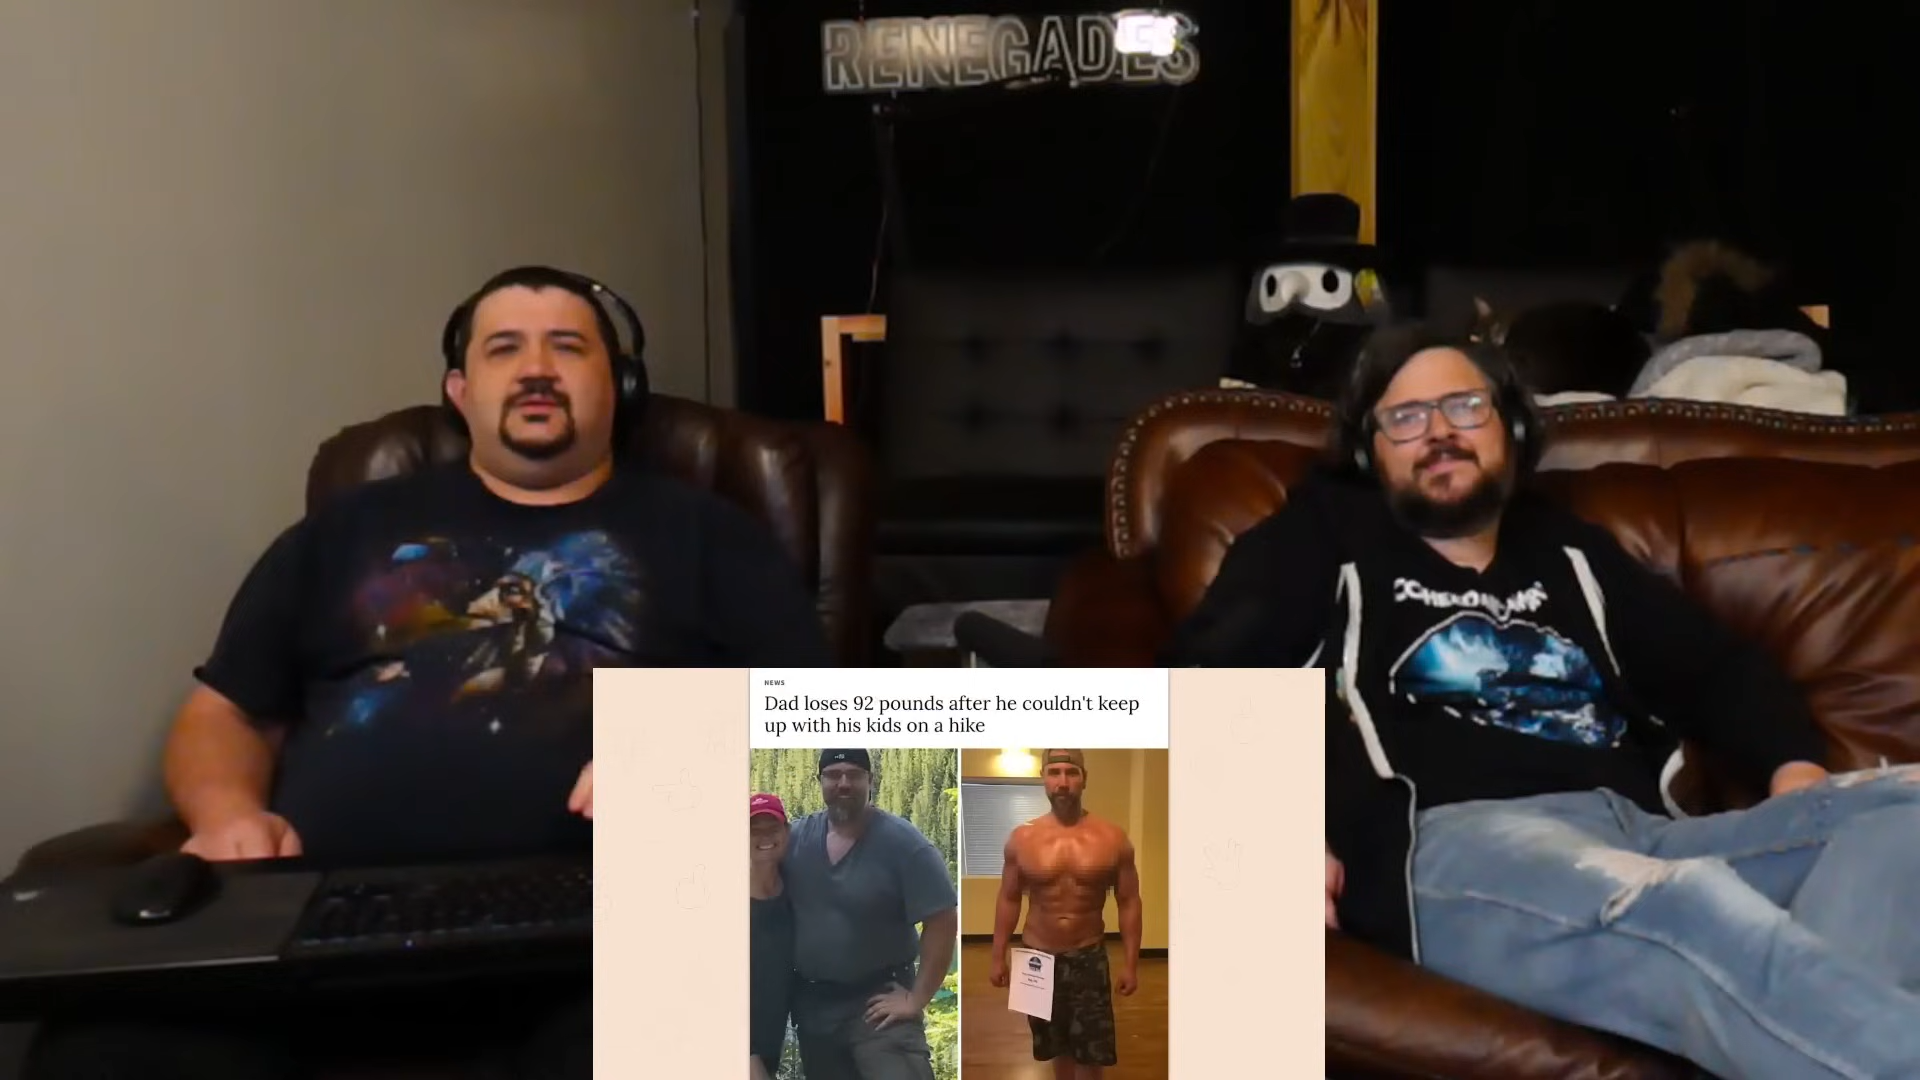 RENEGADES
NEWS
Dad loses 92 pounds after he couldn't keep
up with his kids on a hike